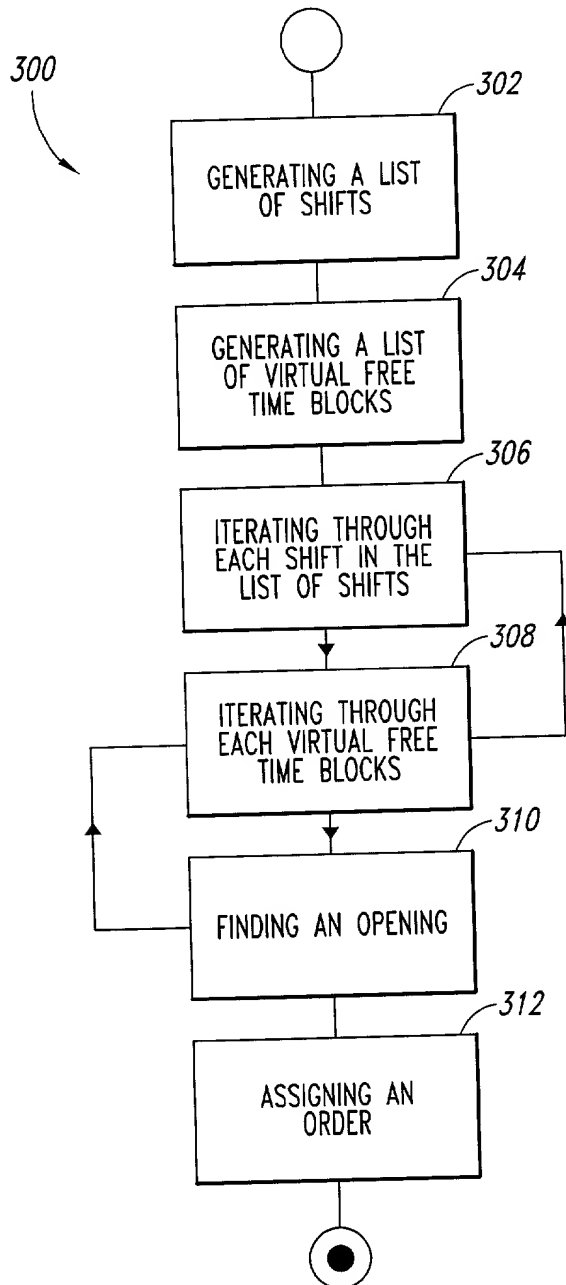 300
302
GENERATING A LIST
OF SHIFTS
304
GENERATING A LIST
OF VIRTUAL FREE
TIME BLOCKS
306
ITERATING THROUGH
EACH SHIFT IN THE
LIST OF SHIFTS
308
ITERATING THROUGH
EACH VIRTUAL FREE
TIME BLOCKS
310
FINDING AN OPENING
312
ASSIGNING AN
ORDER